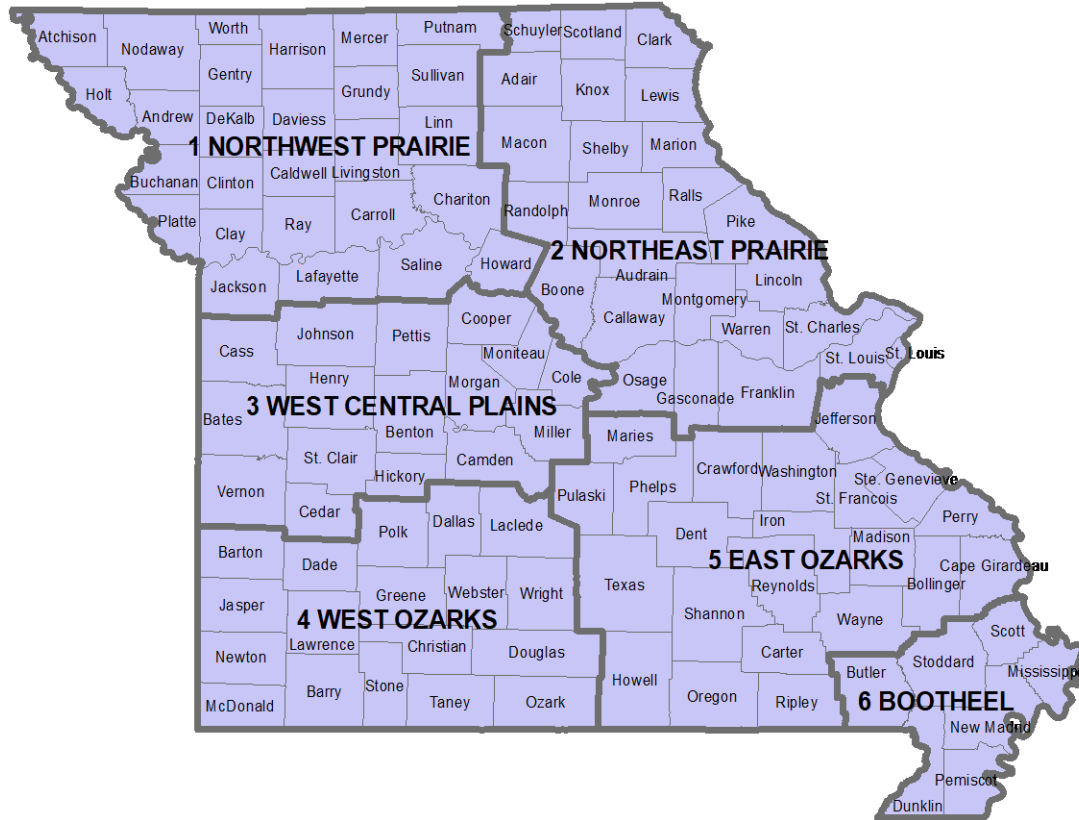 Atchison
Nodaway
Worth
Harrison
Mercer
Putnam
Schuyler
Scotland
Clark
Holt
Gentry
Grundy
Sullivan
Adair
Knox
Lewis
Andrew
DeKalb
Daviess
Linn
Macon
Shelby
Marion
1 NORTHWEST PRAIRIE
Buchanan
Clinton
Caldwell
Livingston
Chariton
Randolph
Monroe
Ralls
Platte
Clay
Ray
Carroll
Pike
2 NORTHEAST PRAIRIE
Jackson
Lafayette
Saline
Howard
Boone
Audrain
Lincoln
Callaway
Montgomery
Warren
St. Charles
St. Louis
St. Louis
Cass
Johnson
Pettis
Cooper
Moniteau
Cole
Osage
Gasconade
Franklin
Henry
Morgan
3 WEST CENTRAL PLAINS
Bates
Benton
Miller
Maries
Jefferson
St. Clair
Hickory
Camden
Vernon
Cedar
Pulaski
Phelps
Crawford
Washington
Ste. Genevieve
St. Francois
Perry
Polk
Dallas
Laclede
Dent
Iron
Madison
Barton
Dade
5 EAST OZARKS
Cape Girardeau
Bollinger
Jasper
Greene
Webster
Wright
Texas
Reynolds
Shannon
Wayne
4 WEST OZARKS
Newton
Lawrence
Christian
Douglas
Carter
Scott
McDonald
Barry
Stone
Taney
Ozark
Howell
Oregon
Ripley
Butler
Stoddard
Mississippi
6 BOOTHEEL
New Madrid
Pemiscot
Dunklin